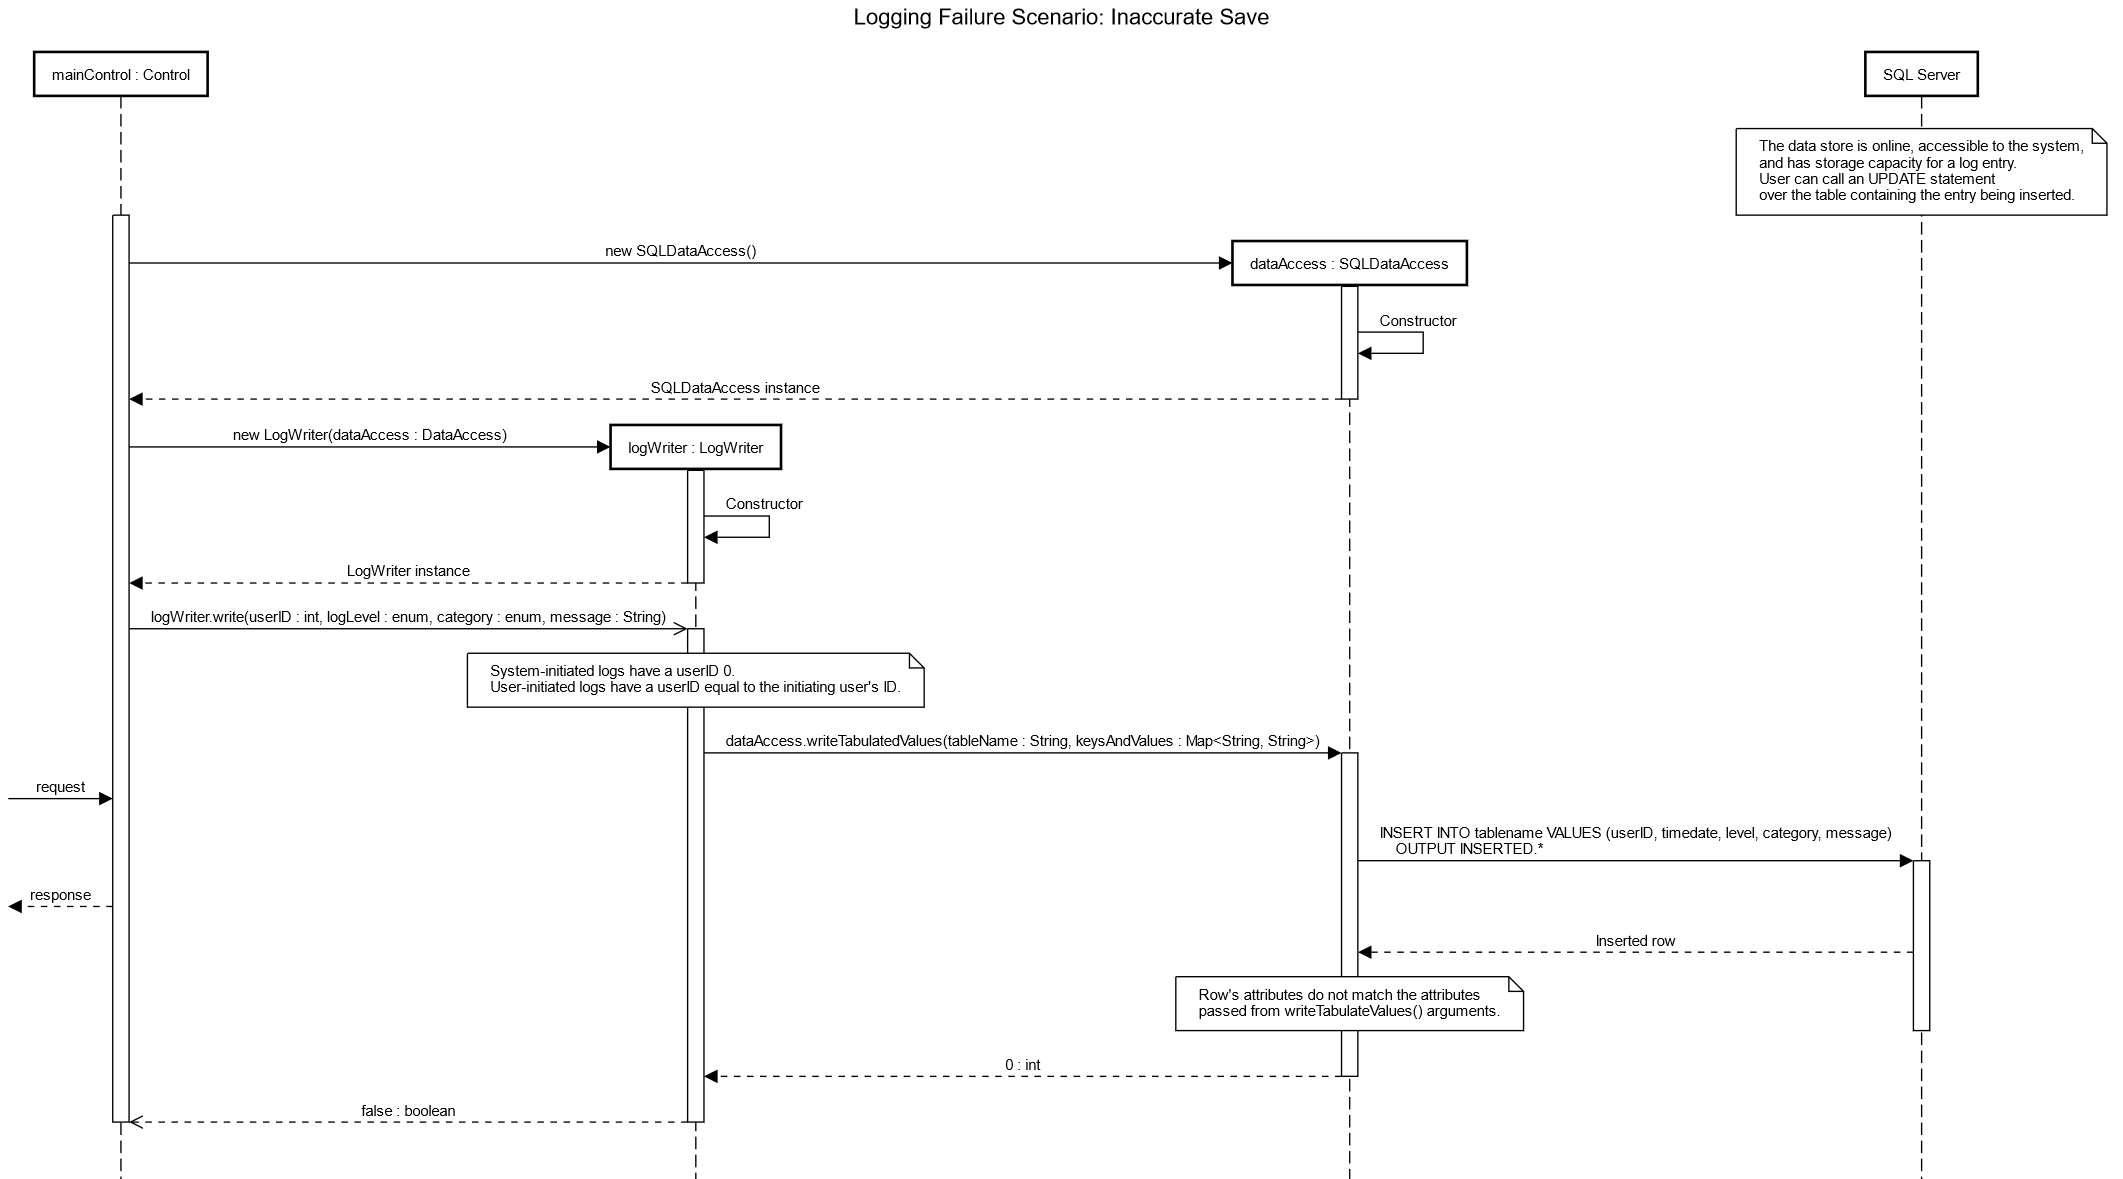 Logging Failure Scenario: Inaccurate Save
mainControl : Control
SQL Server
The data store is online, accessible to the system,
and has storage capacity for a log entry.
User can call an UPDATE statement
over the table containing the entry being inserted.
new SQLDataAccess()
dataAccess : SQLDataAccess
Constructor
SQLDataAccess instance
new LogWriter(dataAccess : DataAccess)
logWriter : LogWriter
Constructor
LogWriter instance
logWriter.write(userID : int, logLevel : enum, category : enum, message : String)
System-initiated logs have a userID 0.
User-initiated logs have a userID equal to the initiating user's ID.
dataAccess.writeTabulatedValues(tableName : String, keysAndValues : Map<String, String>)
request
INSERT INTO tablename VALUES (userID, timedate, level, category, message)
OUTPUT INSERTED.*
response
Inserted row
Row's attributes do not match the attributes
passed from writeTabulateValues() arguments.
0 : int
false : boolean